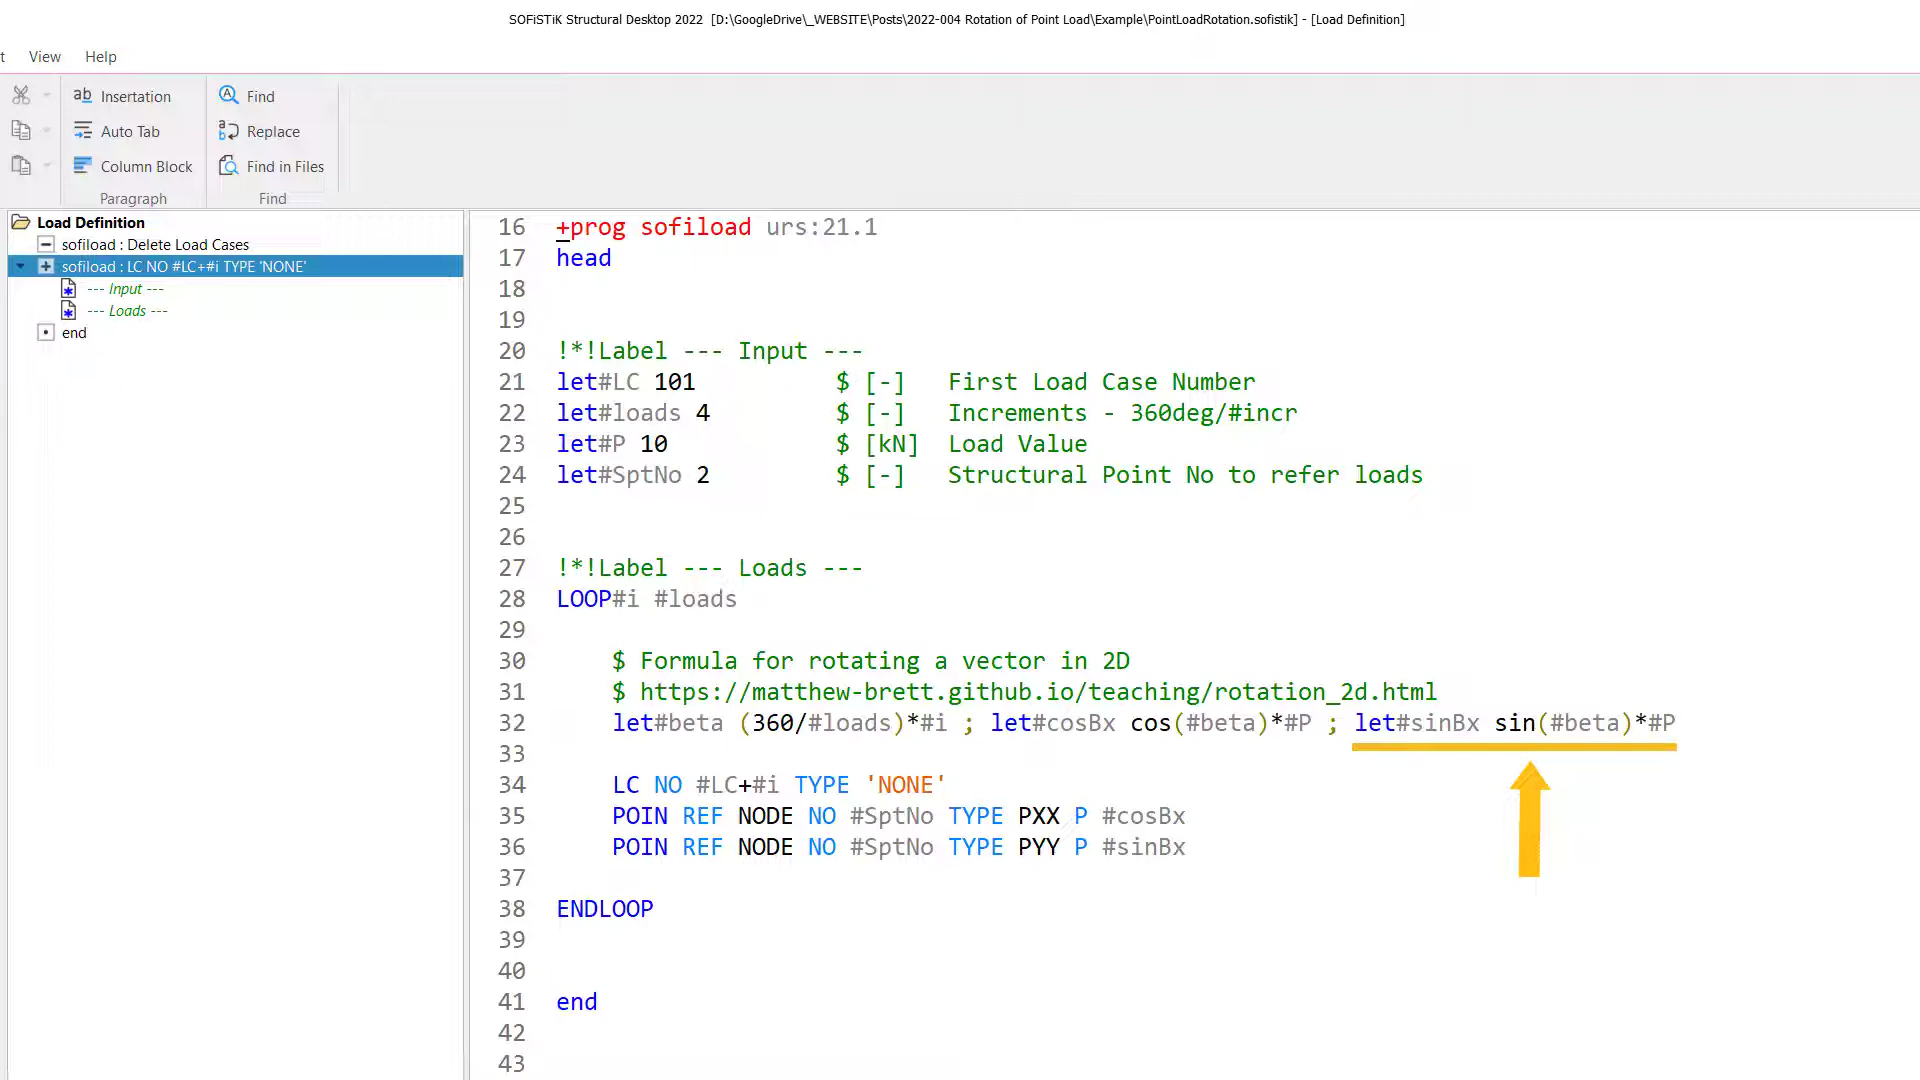 SOFiSTiK Structural Desktop 2022 [D:\GoogleDrive\_WEBSITE\Posts\2022-004 Rotation of Point Load\Example\PointLoadRotation.sofistik] - [Load Definition]
t View Help
ab Insertation
Auto Tab
Column Block
Paragraph
Find
Replace
Find in Files
Find
Load Definition
sofiload : Delete Load Cases
sofiload : LC NO #LC+#i TYPE 'NONE'
--- Input ---
--- Loads ---
end
16 +prog sofiload urs:21.1
17 head
18
19
20 !*!Label --- Input ---
21 let#LC 101 $ [-] First Load Case Number
22 let#loads 4 $ [-] Increments - 360deg/#incr
23 let#P 10 $ [kN] Load Value
24 let#SptNo 2 $ [-] Structural Point No to refer loads
25
26
27 !*!Label --- Loads ---
28 LOOP#i #loads
29
30 $ Formula for rotating a vector in 2D
31 $ https://matthew-brett.github.io/teaching/rotation_2d.html
32 let#beta (360/#loads)*#i ; let#cosBx cos(#beta)*#P ; let#sinBx sin(#beta)*#P
33
34 LC NO #LC+#i TYPE 'NONE'
35 POIN REF NODE NO #SptNo TYPE PXX P #cosBx
36 POIN REF NODE NO #SptNo TYPE PYY P #sinBx
37
38 ENDLOOP
39
40
41 end
42
43